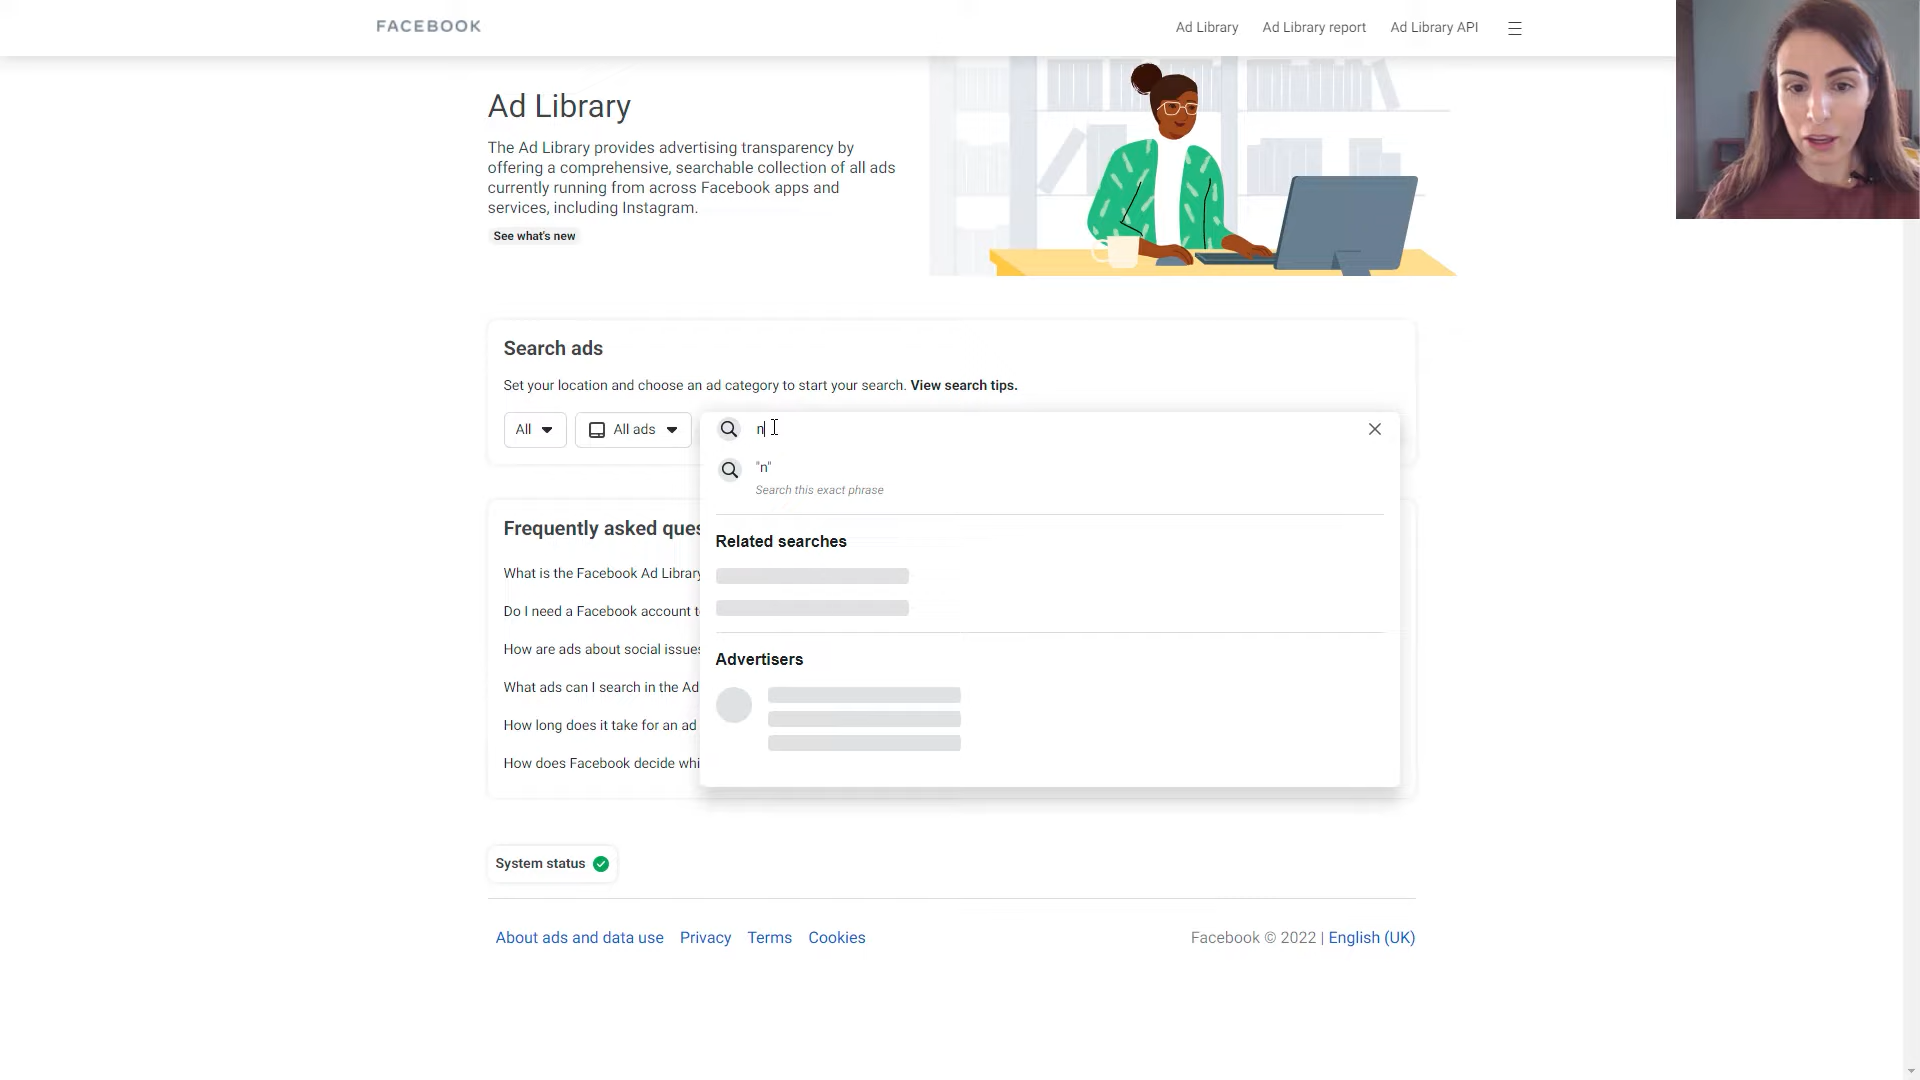 FACEBOOK
Ad Library
Ad Library report
Ad Library API
Ad Library
The Ad Library provides advertising transparency by
offering a comprehensive, searchable collection of all ads
currently running from across Facebook apps and
services, including Instagram.
See what's new
Search ads
Set your location and choose an ad category to start your search. View search tips.
All
All ads
n
"n"
Search this exact phrase
Related searches
Advertisers
Frequently asked ques
What is the Facebook Ad Library
Do I need a Facebook account t
How are ads about social issues
What ads can I search in the Ad
How long does it take for an ad
How does Facebook decide whi
System status
About ads and data use
Privacy
Terms
Cookies
Facebook © 2022 | English (UK)